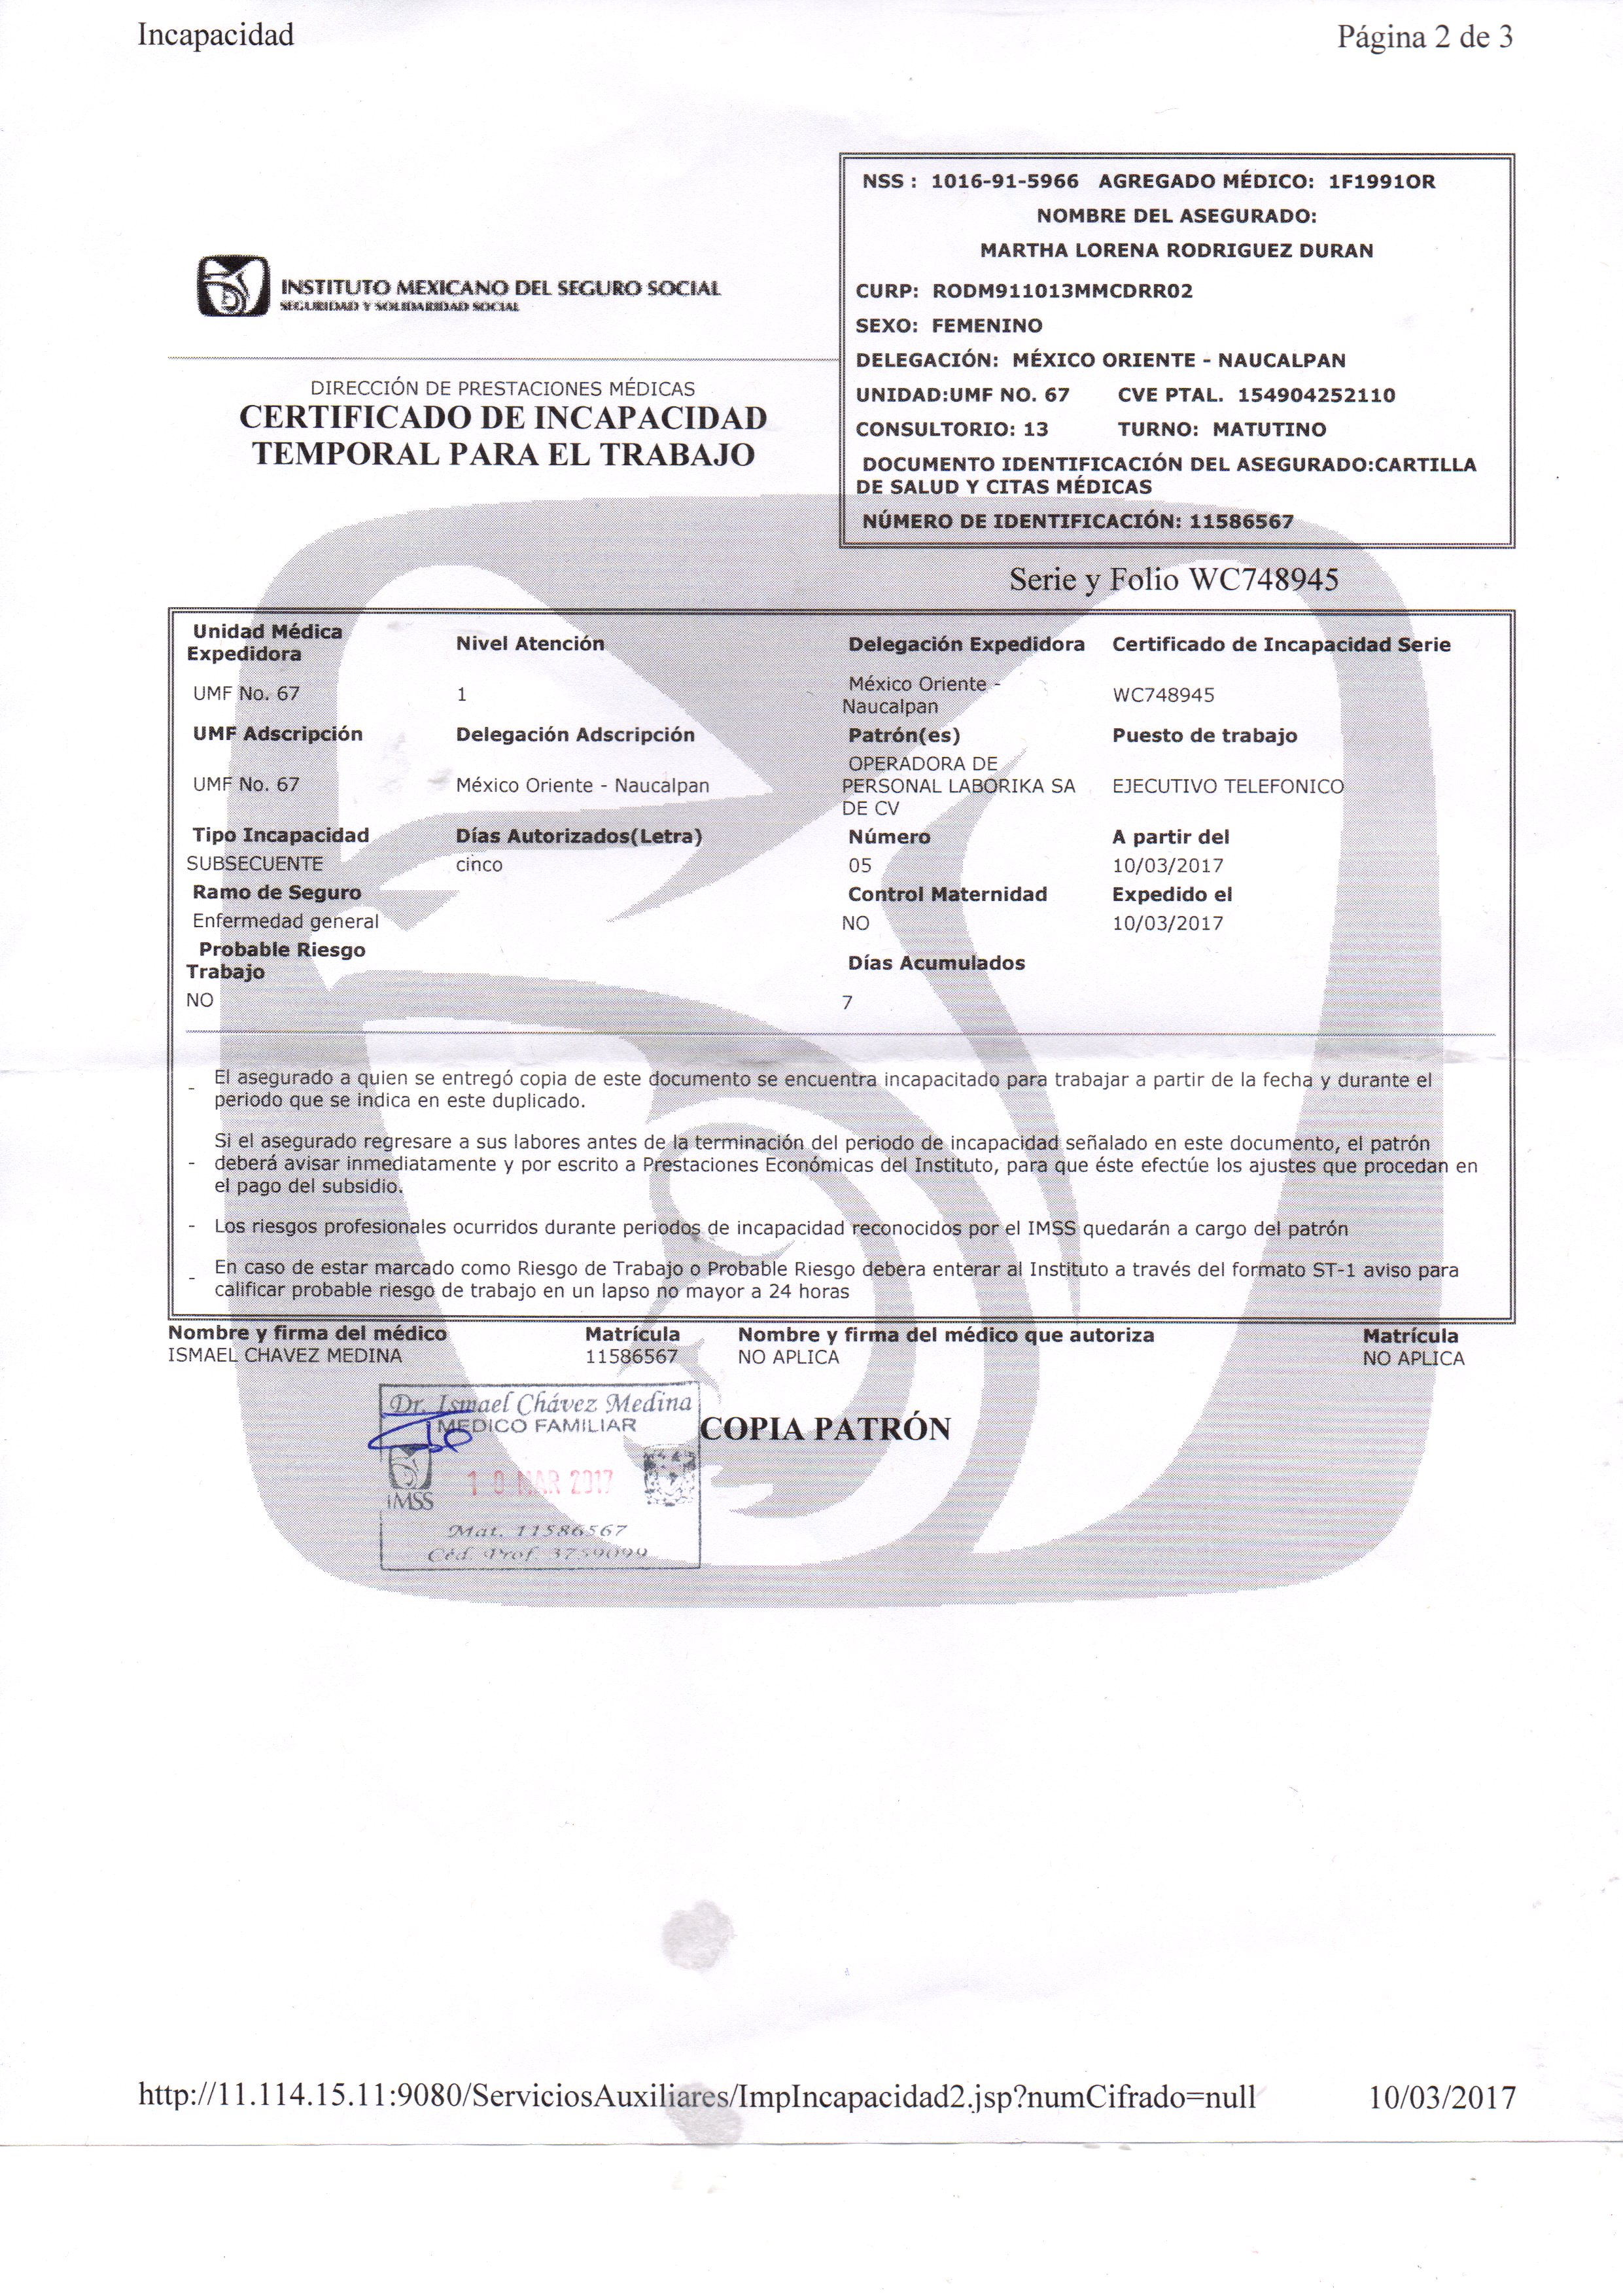 Incapacidad Página 2 de 3
NSS : 1016-91-5966 AGREGADO MÉDICO: 1F1991OR
NOMBRE DEL ASEGURADO:
MARTHA LORENA RODRIGUEZ DURAN
CURP: RODM911013MMCDRR02
SEXO: FEMENINO
DELEGACIÓN: MÉXICO ORIENTE - NAUCALPAN
UNIDAD:UMF NO. 67 CVE PTAL. 154904252110
CONSULTORIO: 13 TURNO: MATUTINO
DOCUMENTO IDENTIFICACIÓN DEL ASEGURADO:CARTILLA
DE SALUD Y CITAS MÉDICAS
NÚMERO DE IDENTIFICACIÓN: 11586567
INSTITUTO MEXICANO DEL SEGURO SOCIAL
SEGURIDAD Y SOLIDARIDAD SOCIAL
DIRECCIÓN DE PRESTACIONES MÉDICAS
CERTIFICADO DE INCAPACIDAD
TEMPORAL PARA EL TRABAJO
Serie y Folio WC748945
Unidad Médica
Expedidora
Nivel Atención
Delegación Expedidora
Certificado de Incapacidad Serie
UMF No. 67
1
México Oriente -
Naucalpan
WC748945
UMF Adscripción
Delegación Adscripción
Patrón(es)
Puesto de trabajo
UMF No. 67
México Oriente - Naucalpan
OPERADORA DE
PERSONAL LABORIKA SA
DE CV
EJECUTIVO TELEFONICO
Tipo Incapacidad
Días Autorizados(Letra)
Número
A partir del
SUBSECUENTE
cinco
05
10/03/2017
Ramo de Seguro
Control Maternidad
Expedido el
Enfermedad general
NO
10/03/2017
Probable Riesgo
Trabajo
Días Acumulados
NO
7
- El asegurado a quien se entregó copia de este documento se encuentra incapacitado para trabajar a partir de la fecha y durante el
periodo que se indica en este duplicado.
Si el asegurado regresare a sus labores antes de la terminación del periodo de incapacidad señalado en este documento, el patrón
- deberá avisar inmediatamente y por escrito a Prestaciones Económicas del Instituto, para que éste efectúe los ajustes que procedan en
el pago del subsidio.
- Los riesgos profesionales ocurridos durante periodos de incapacidad reconocidos por el IMSS quedarán a cargo del patrón
- En caso de estar marcado como Riesgo de Trabajo o Probable Riesgo debera enterar al Instituto a través del formato ST-1 aviso para
calificar probable riesgo de trabajo en un lapso no mayor a 24 horas
Nombre y firma del médico Matrícula Nombre y firma del médico que autoriza Matrícula
ISMAEL CHAVEZ MEDINA 11586567 NO APLICA NO APLICA
Dr. Ismael Chávez Medina
MEDICO FAMILIAR
COPIA PATRÓN
10 MAR 2017
IMSS
Mat. 11586567
Céd. Prof. 3759099
http://11.114.15.11:9080/ServiciosAuxiliares/ImpIncapacidad2.jsp?numCifrado=null 10/03/2017